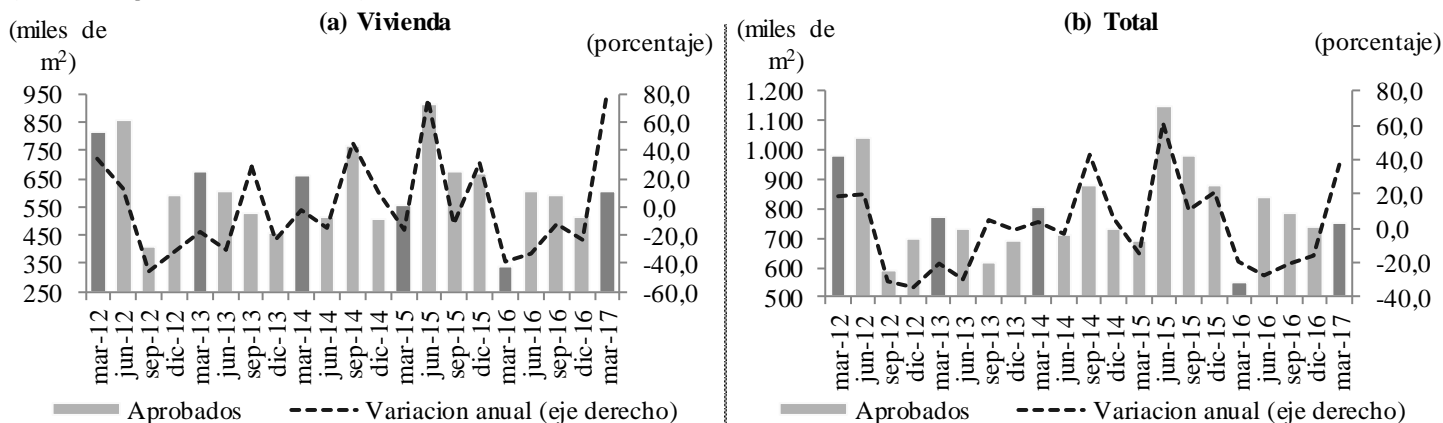 (a) Vivienda
(miles de
m²)
(porcentaje)
950
850
750
650
550
450
350
250
80,0
60,0
40,0
20,0
0,0
-20,0
-40,0
-60,0
mar-12
jun-12
sep-12
dic-12
mar-13
jun-13
sep-13
dic-13
mar-14
jun-14
sep-14
dic-14
mar-15
jun-15
sep-15
dic-15
mar-16
jun-16
sep-16
dic-16
mar-17
Aprobados
Variacion anual (eje derecho)
(b) Total
(miles de
m²)
(porcentaje)
1.200
1.100
1.000
900
800
700
600
500
80,0
60,0
40,0
20,0
0,0
-20,0
-40,0
mar-12
jun-12
sep-12
dic-12
mar-13
jun-13
sep-13
dic-13
mar-14
jun-14
sep-14
dic-14
mar-15
jun-15
sep-15
dic-15
mar-16
jun-16
sep-16
dic-16
mar-17
Aprobados
Variacion anual (eje derecho)